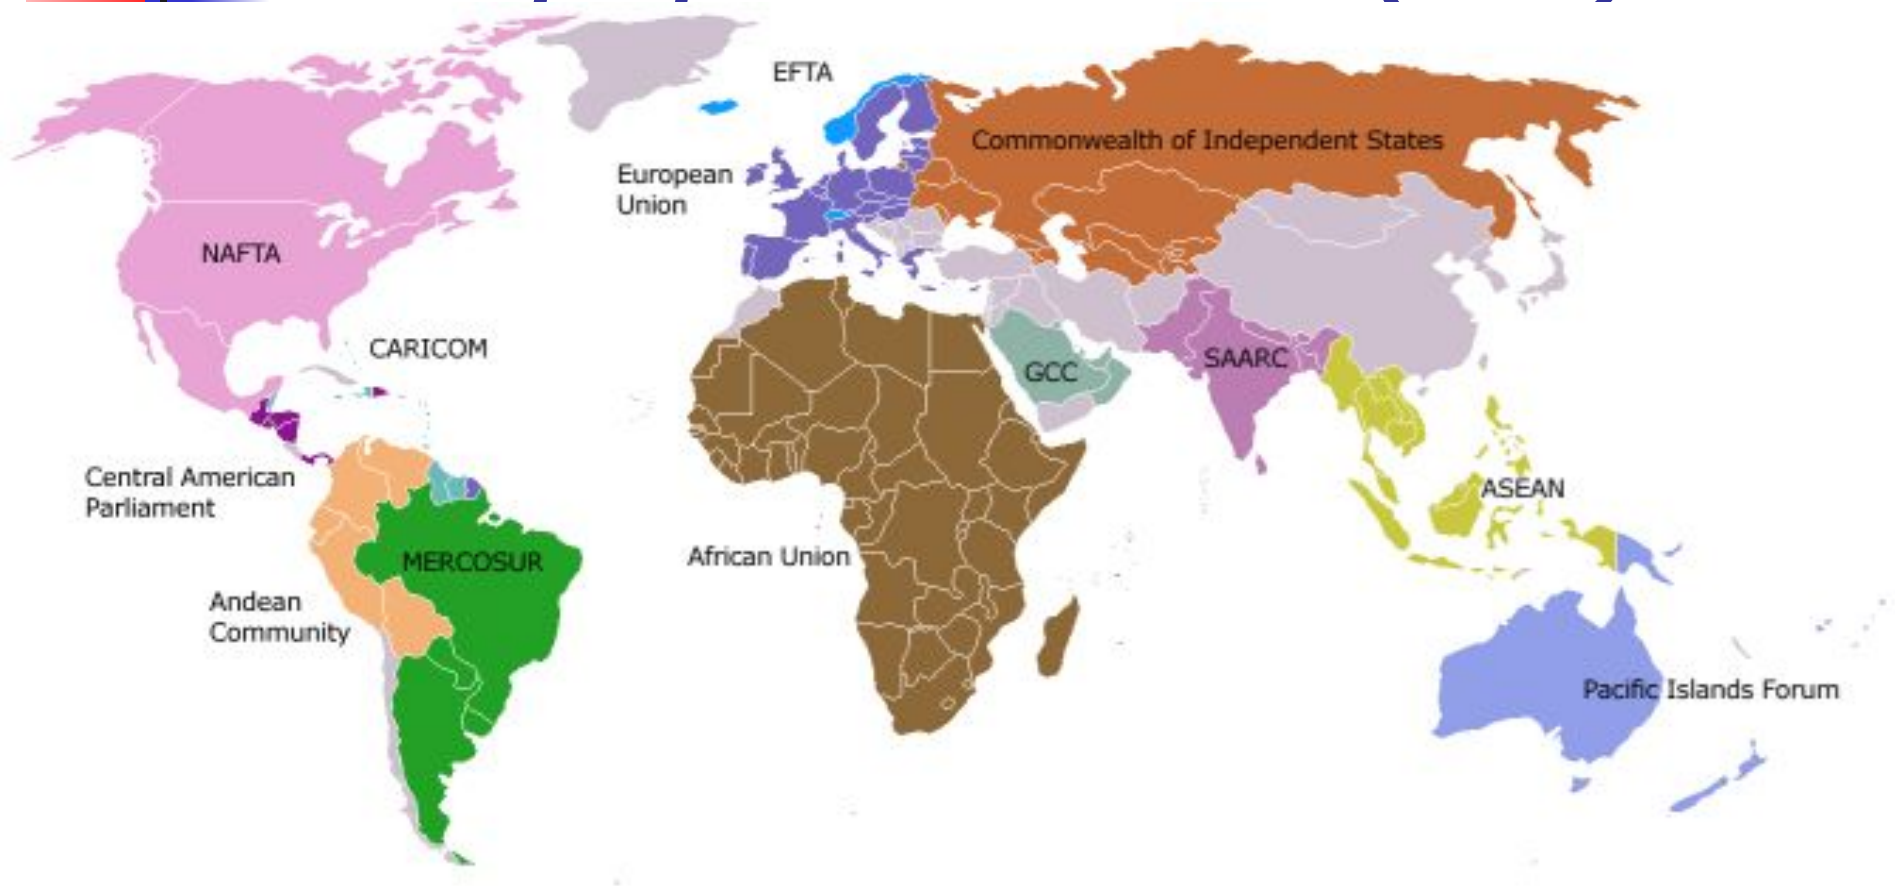 EFTA
Commonwealth of Independent States
European
Union
NAFTA
CARICOM
SAARC
GCC
Central American
Parliament
ASEAN
African Union
MERCOSUR
Andean
Community
Pacific Islands Forum